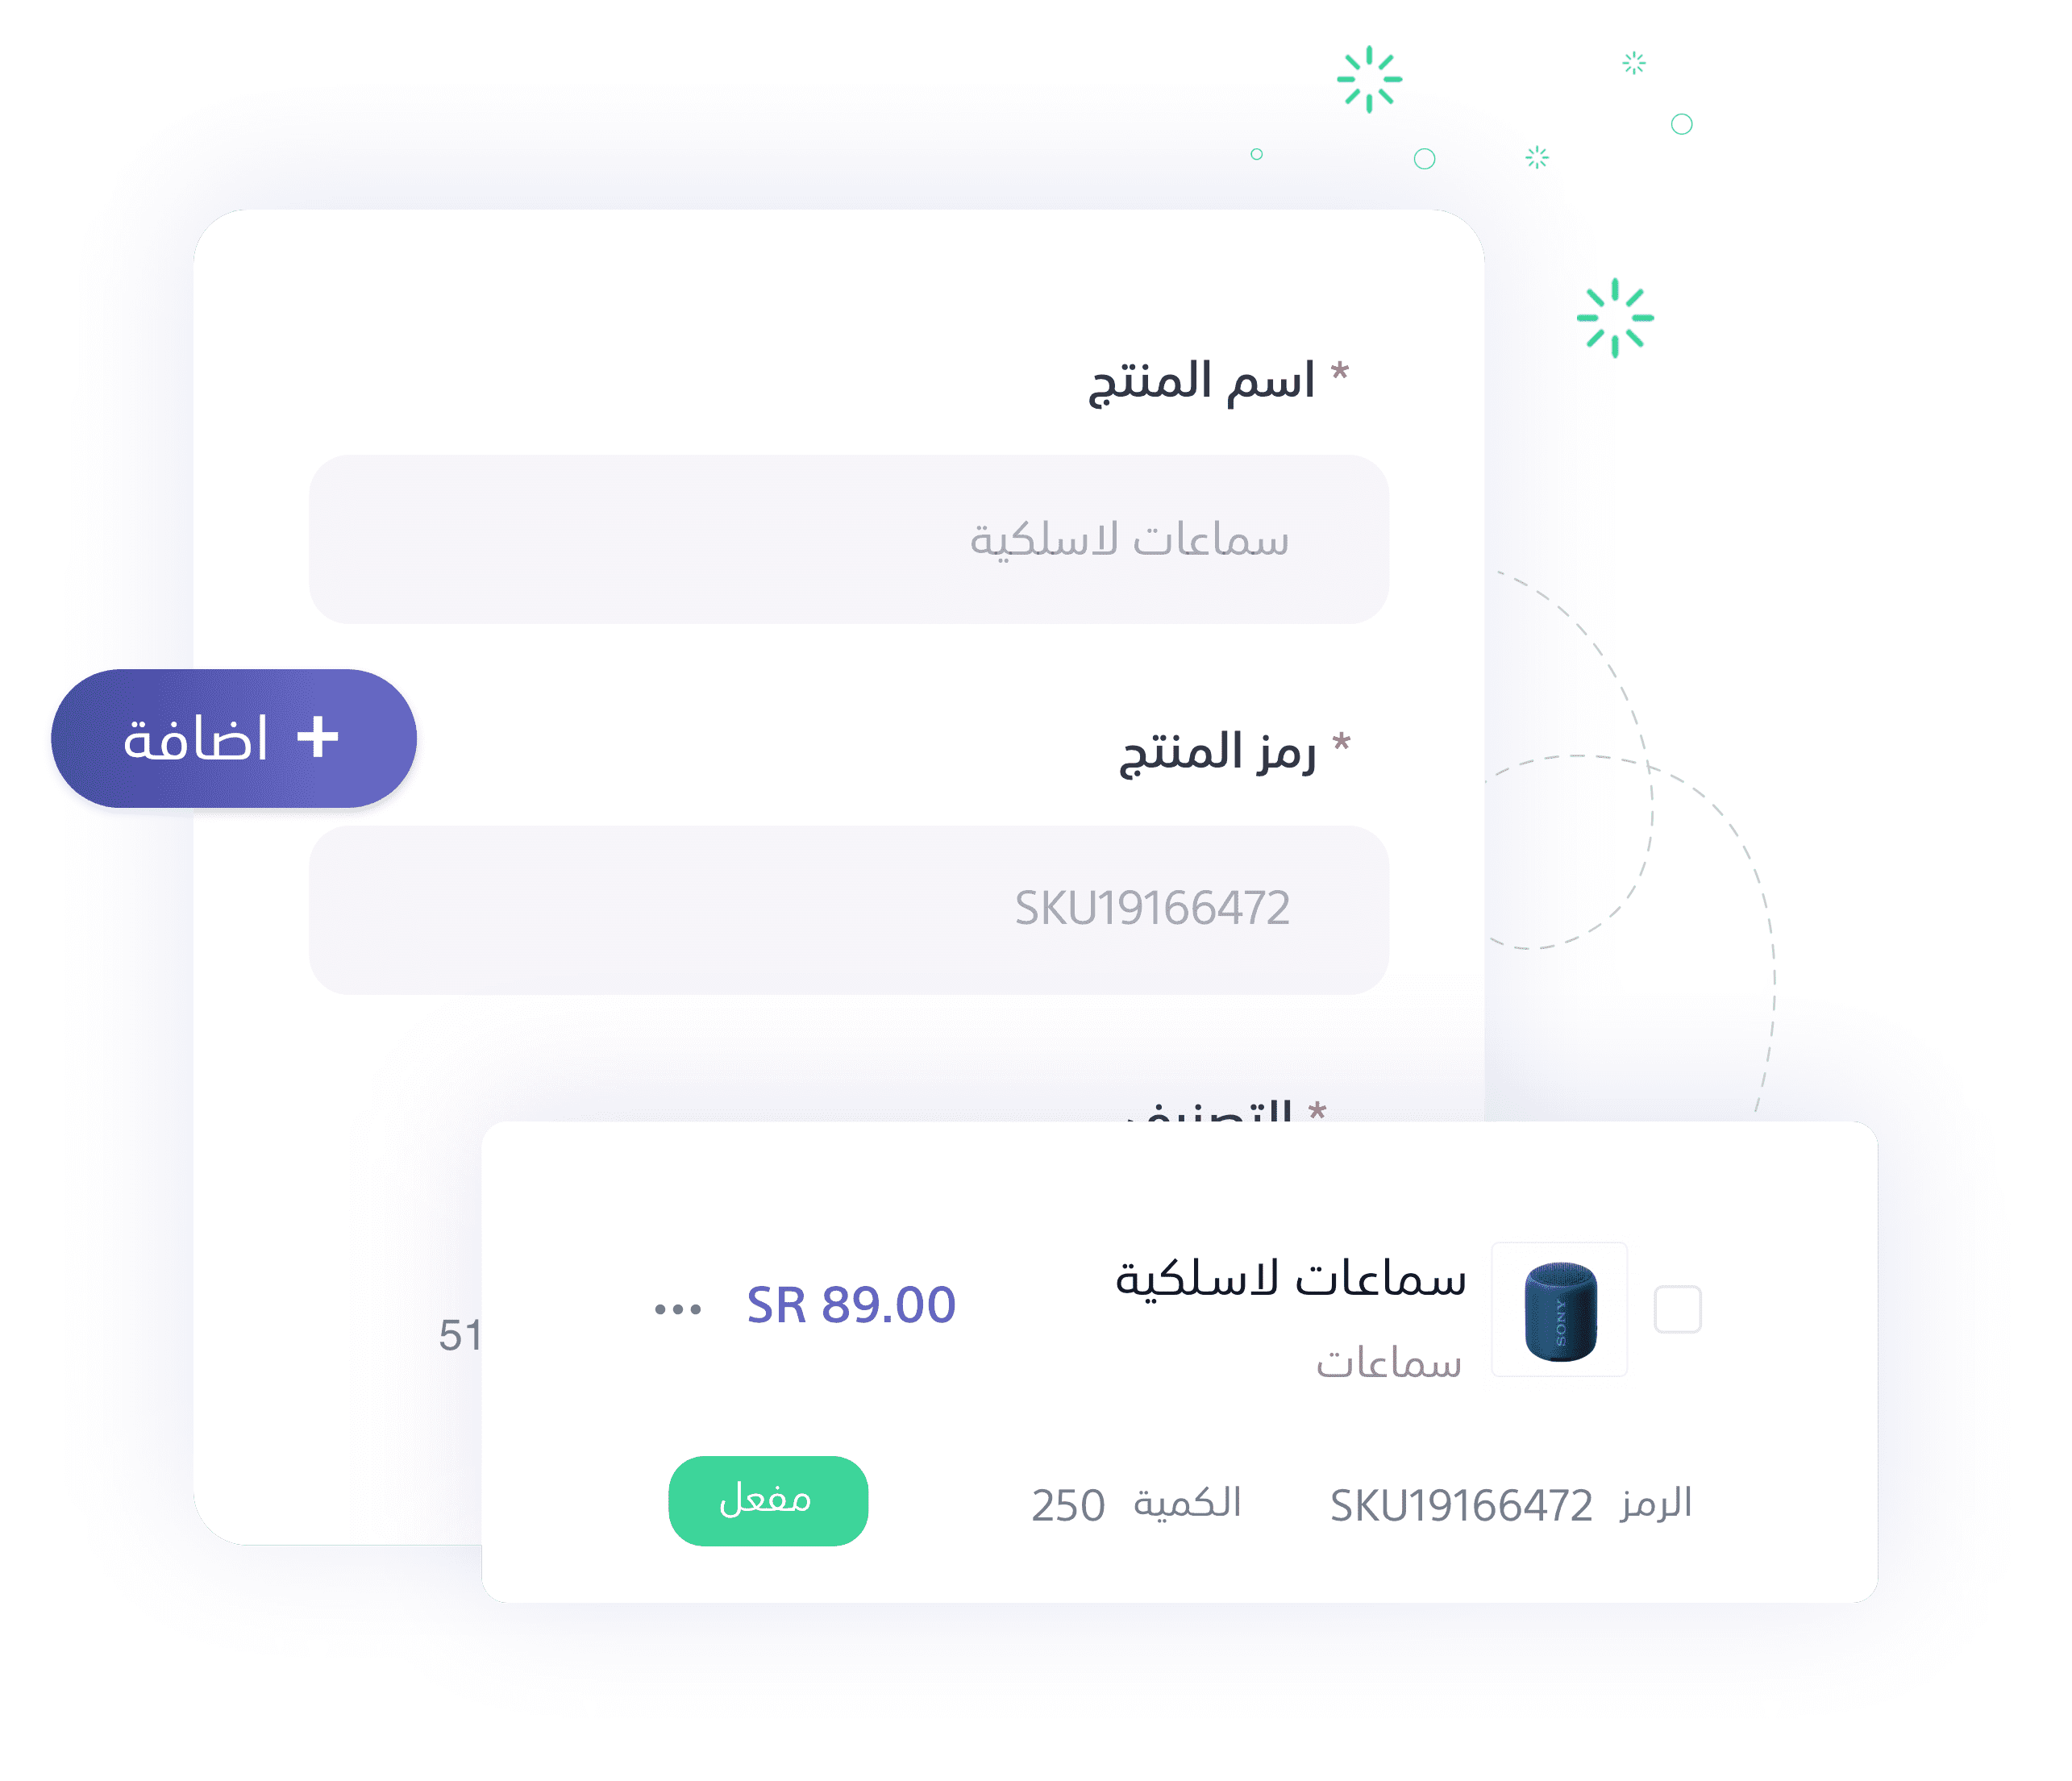 * اسم المنتج
سماعات لاسلكية
+ اضافة
* رمز المنتج
SKU19166472
* التصنيف
سماعات لاسلكية
SONY
SR 89.00
سماعات
51
الرمز SKU19166472 الكمية 250
مفعل